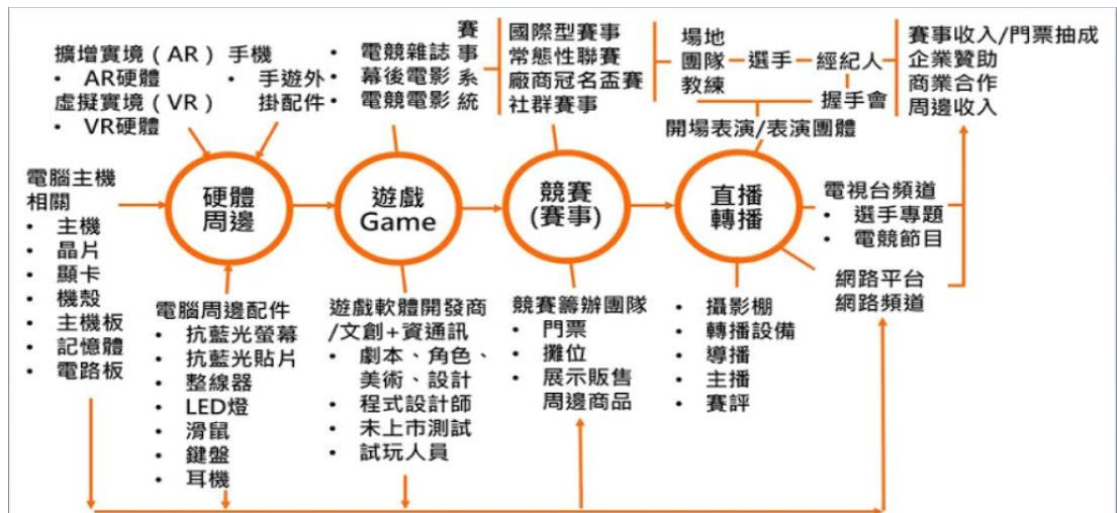 擴增實境（AR）
• AR硬體
虛擬實境（VR）
• VR硬體
手機
• 手遊外
掛配件
• 電競雜誌
• 幕後電影
• 電競電影
賽
事
系
統
國際型賽事
常態性聯賽
廠商冠名盃賽
社群賽事
場地
團隊
教練
選手
經紀人
握手會
開場表演/表演團體
賽事收入/門票抽成
企業贊助
商業合作
周邊收入
電腦主機
相關
• 主機
• 晶片
• 顯卡
• 機殼
• 主機板
• 記憶體
• 電路板
硬體
周邊
遊戲
Game
競賽
(賽事)
直播
轉播
電視台頻道
• 選手專題
• 電競節目
網路平台
網路頻道
電腦周邊配件
• 抗藍光螢幕
• 抗藍光貼片
• 整線器
• LED燈
• 滑鼠
• 鍵盤
• 耳機
遊戲軟體開發商
/文創+資通訊
• 劇本、角色、
美術、設計
• 程式設計師
• 未上市測試
• 試玩人員
競賽籌辦團隊
• 門票
• 攤位
• 展示販售
周邊商品
• 攝影棚
• 轉播設備
• 導播
• 主播
• 賽評